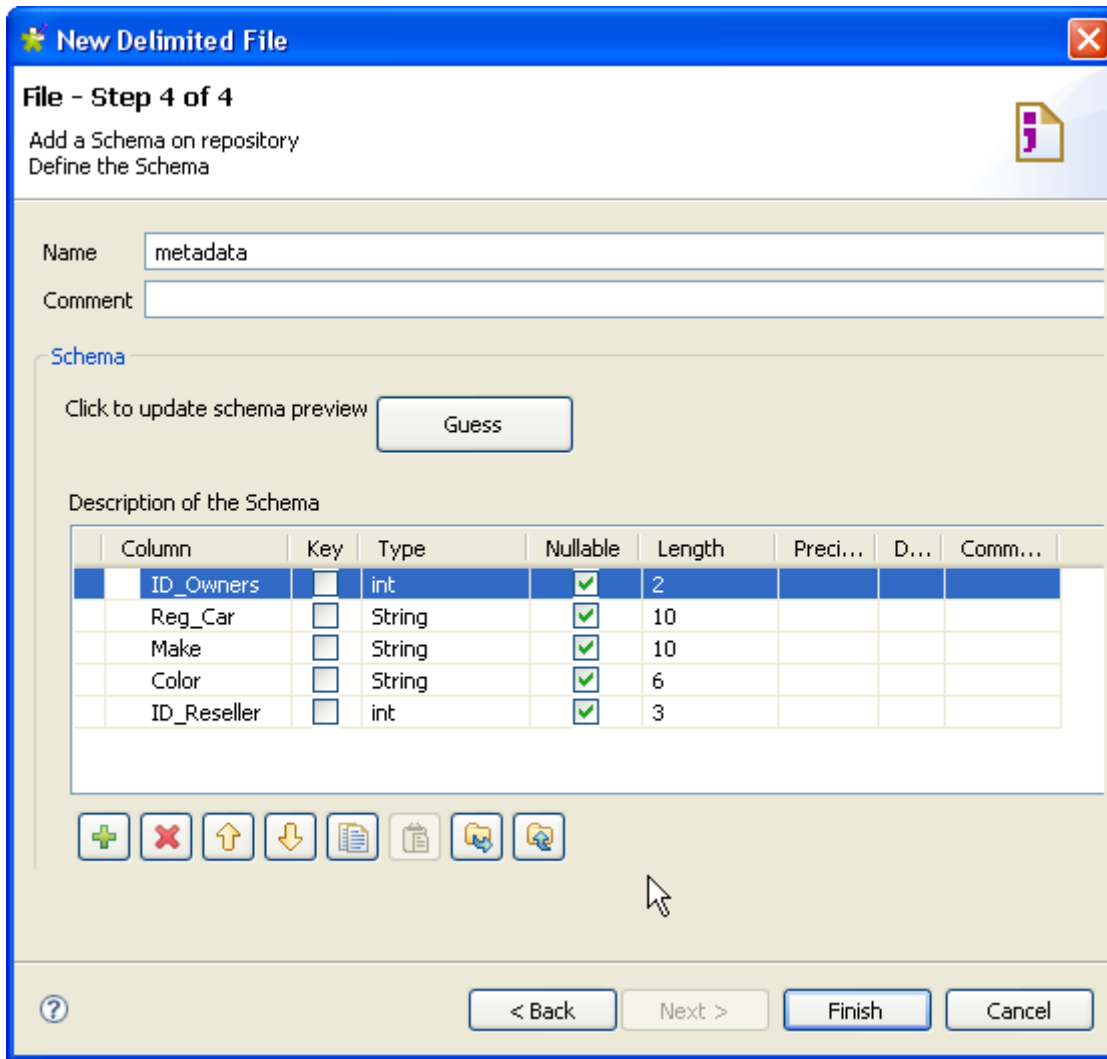 New Delimited File
File - Step 4 of 4
Add a Schema on repository
Define the Schema
Name metadata
Comment
Schema
Click to update schema preview Guess
Description of the Schema
Column Key Type Nullable Length Preci... D... Comm...
ID_Owners int 2
Reg_Car String 10
Make String 10
Color String 6
ID_Reseller int 3
< Back Next > Finish Cancel